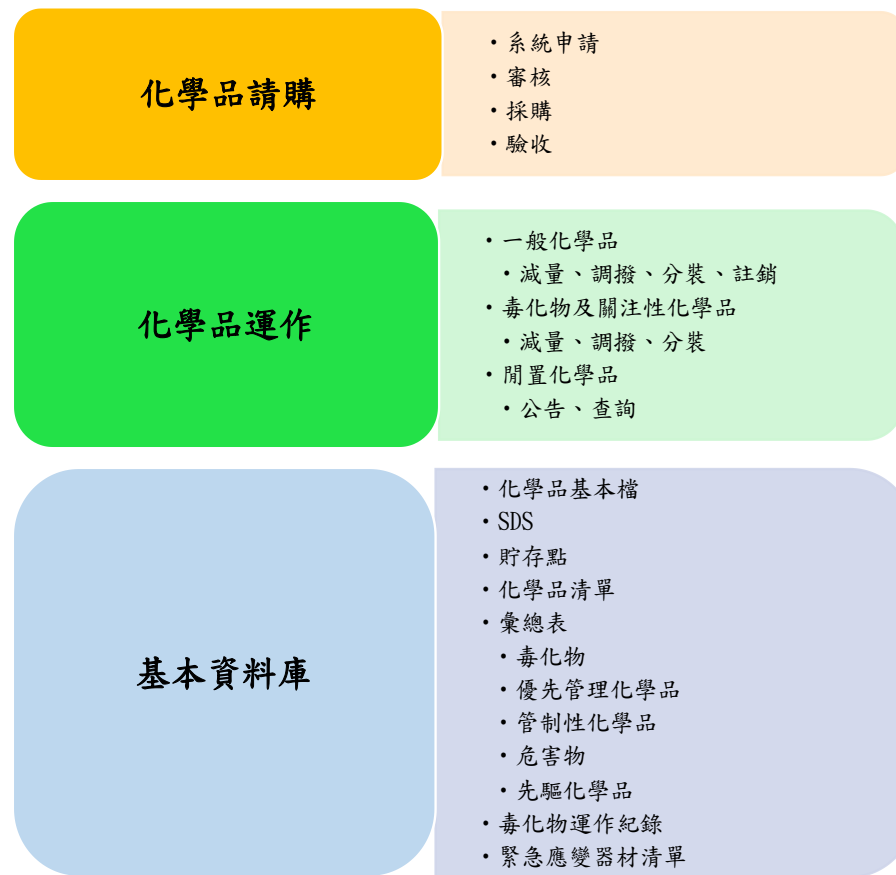 化學品請購
・系統申請
・審核
・採購
・驗收
化學品運作
・一般化學品
・減量、調撥、分裝、註銷
・毒化物及關注性化學品
・減量、調撥、分裝
・閒置化學品
・公告、查詢
基本資料庫
・化學品基本檔
・SDS
・貯存點
・化學品清單
・彙總表
・毒化物
・優先管理化學品
・管制性化學品
・危害物
・先驅化學品
・毒化物運作紀錄
・緊急應變器材清單